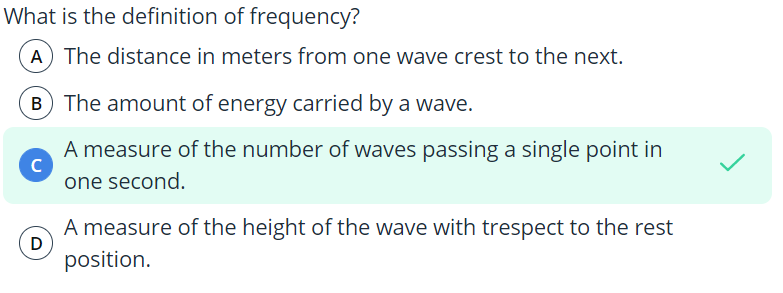 What is the definition of frequency?
A The distance in meters from one wave crest to the next.
B The amount of energy carried by a wave.
C A measure of the number of waves passing a single point in
one second.
D A measure of the height of the wave with trespect to the rest
position.